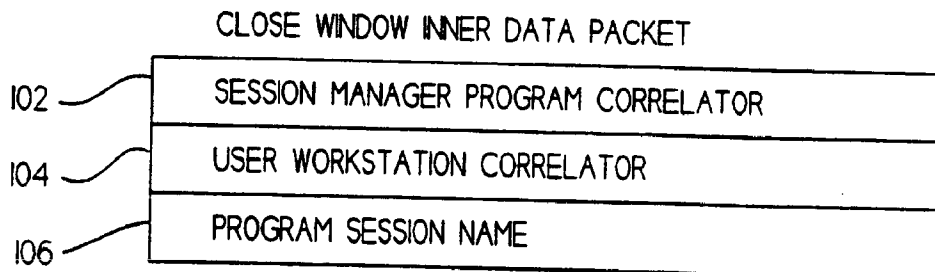 CLOSE WINDOW INNER DATA PACKET
102 SESSION MANAGER PROGRAM CORRELATOR
104 USER WORKSTATION CORRELATOR
106 PROGRAM SESSION NAME